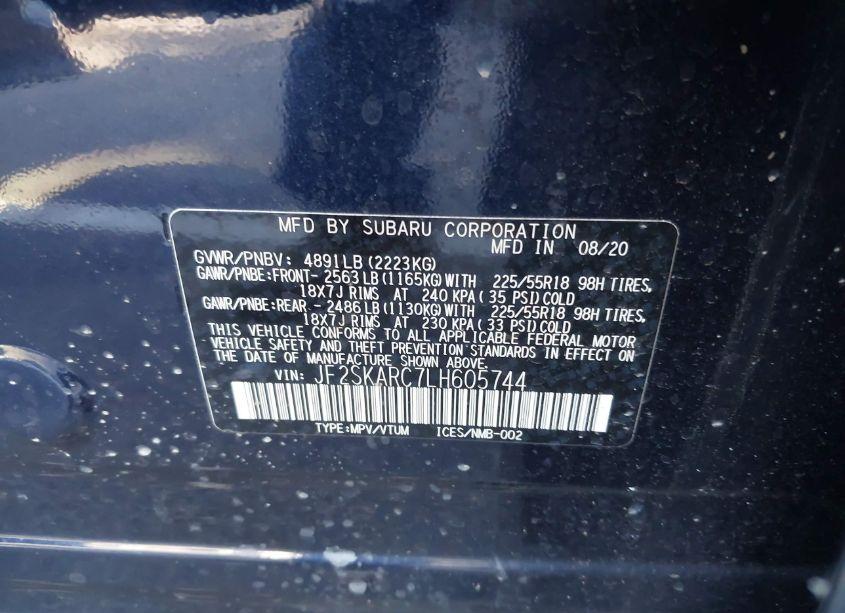 MFD BY SUBARU CORPORATION
MFD IN 08/20
GVWR/PNBV: 4891LB(2223KG)
GAWR/PNBE:FRONT- 2563LB(1165KG)WITH 225/55R18 98H TIRES,
18X7J RIMS AT 240 KPA( 35 PSI)COLD
GAWR/PNBE:REAR - 2486LB(1130KG)WITH 225/55R18 98H TIRES,
18X7J RIMS AT 230 KPA( 33 PSI)COLD
THIS VEHICLE CONFORMS TO ALL APPLICABLE FEDERAL MOTOR
VEHICLE SAFETY AND THEFT PREVENTION STANDARDS IN EFFECT ON
THE DATE OF MANUFACTURE SHOWN ABOVE.
VIN: JF2SKARC7LH605744
TYPE:MPV/VTUM ICES/NMB-002